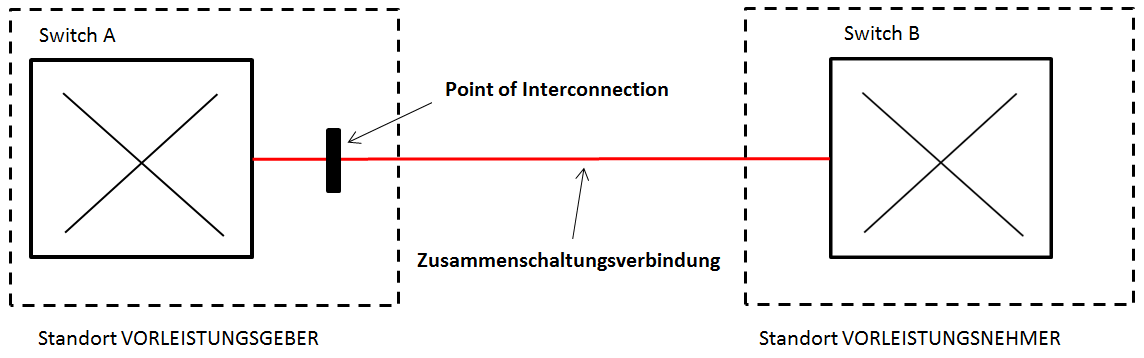 Switch A
Switch B
Point of Interconnection
Zusammenschaltungsverbindung
Standort VORLEISTUNGSGEBER
Standort VORLEISTUNGSNEHMER